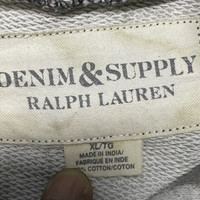 DENIM & SUPPLY
RALPH LAUREN
XL/TG
MADE IN INDIA/
FABRIQUE EN INDE
COTTON/COTON